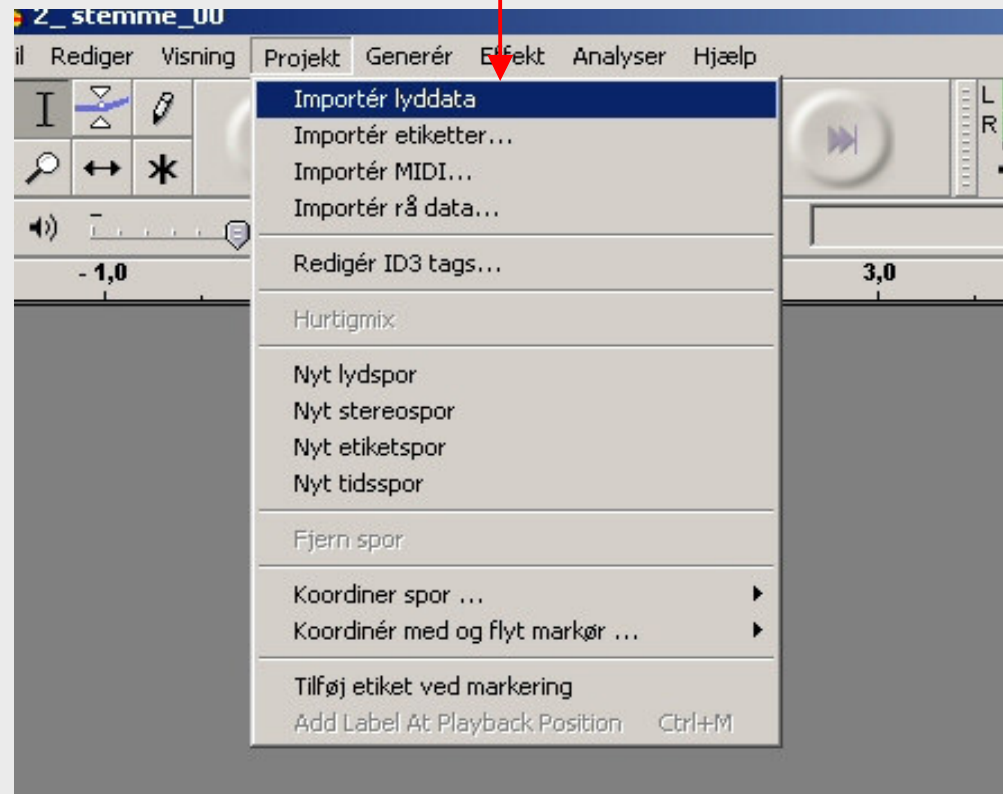 2_ stemme_00
il Rediger Visning Projekt Generér Effekt Analyser Hjælp
Importér lyddata
Importér etiketter...
Importér MIDI...
Importér rå data...
Redigér ID3 tags...
Hurtigmix
Nyt lydspor
Nyt stereospor
Nyt etiketspor
Nyt tidsspor
Fjern spor
Koordiner spor ...
Koordinér med og flyt markør ...
Tilføj etiket ved markering
Add Label At Playback Position Ctrl+M
L
R
- 1,0 3,0